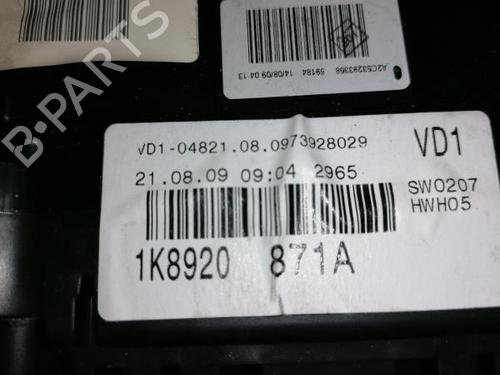 B-PARTS
A2C53293368 59184 14/08/09 04:13
VD1-04821.08.0973928029
VD1
21.08.09 09:04 2965
SW0207
HWH05
1K8920 871A